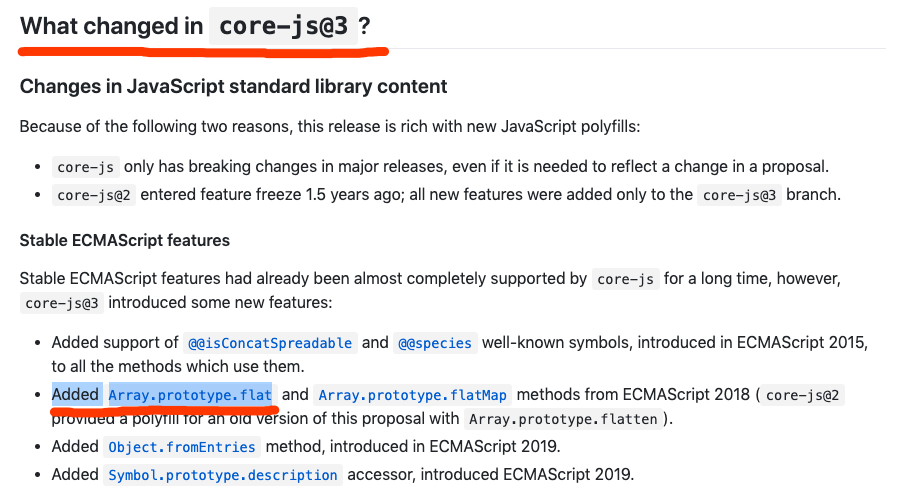 What changed in core-js@3 ?
Changes in JavaScript standard library content
Because of the following two reasons, this release is rich with new JavaScript polyfills:
• core-js only has breaking changes in major releases, even if it is needed to reflect a change in a proposal.
• core-js@2 entered feature freeze 1.5 years ago; all new features were added only to the core-js@3 branch.
Stable ECMAScript features
Stable ECMAScript features had already been almost completely supported by core-js for a long time, however,
core-js@3 introduced some new features:
• Added support of @@isConcatSpreadable and @@species well-known symbols, introduced in ECMAScript 2015,
to all the methods which use them.
• Added Array.prototype.flat and Array.prototype.flatMap methods from ECMAScript 2018 ( core-js@2
provided a polyfill for an old version of this proposal with Array.prototype.flatten ).
• Added Object.fromEntries method, introduced in ECMAScript 2019.
• Added Symbol.prototype.description accessor, introduced ECMAScript 2019.